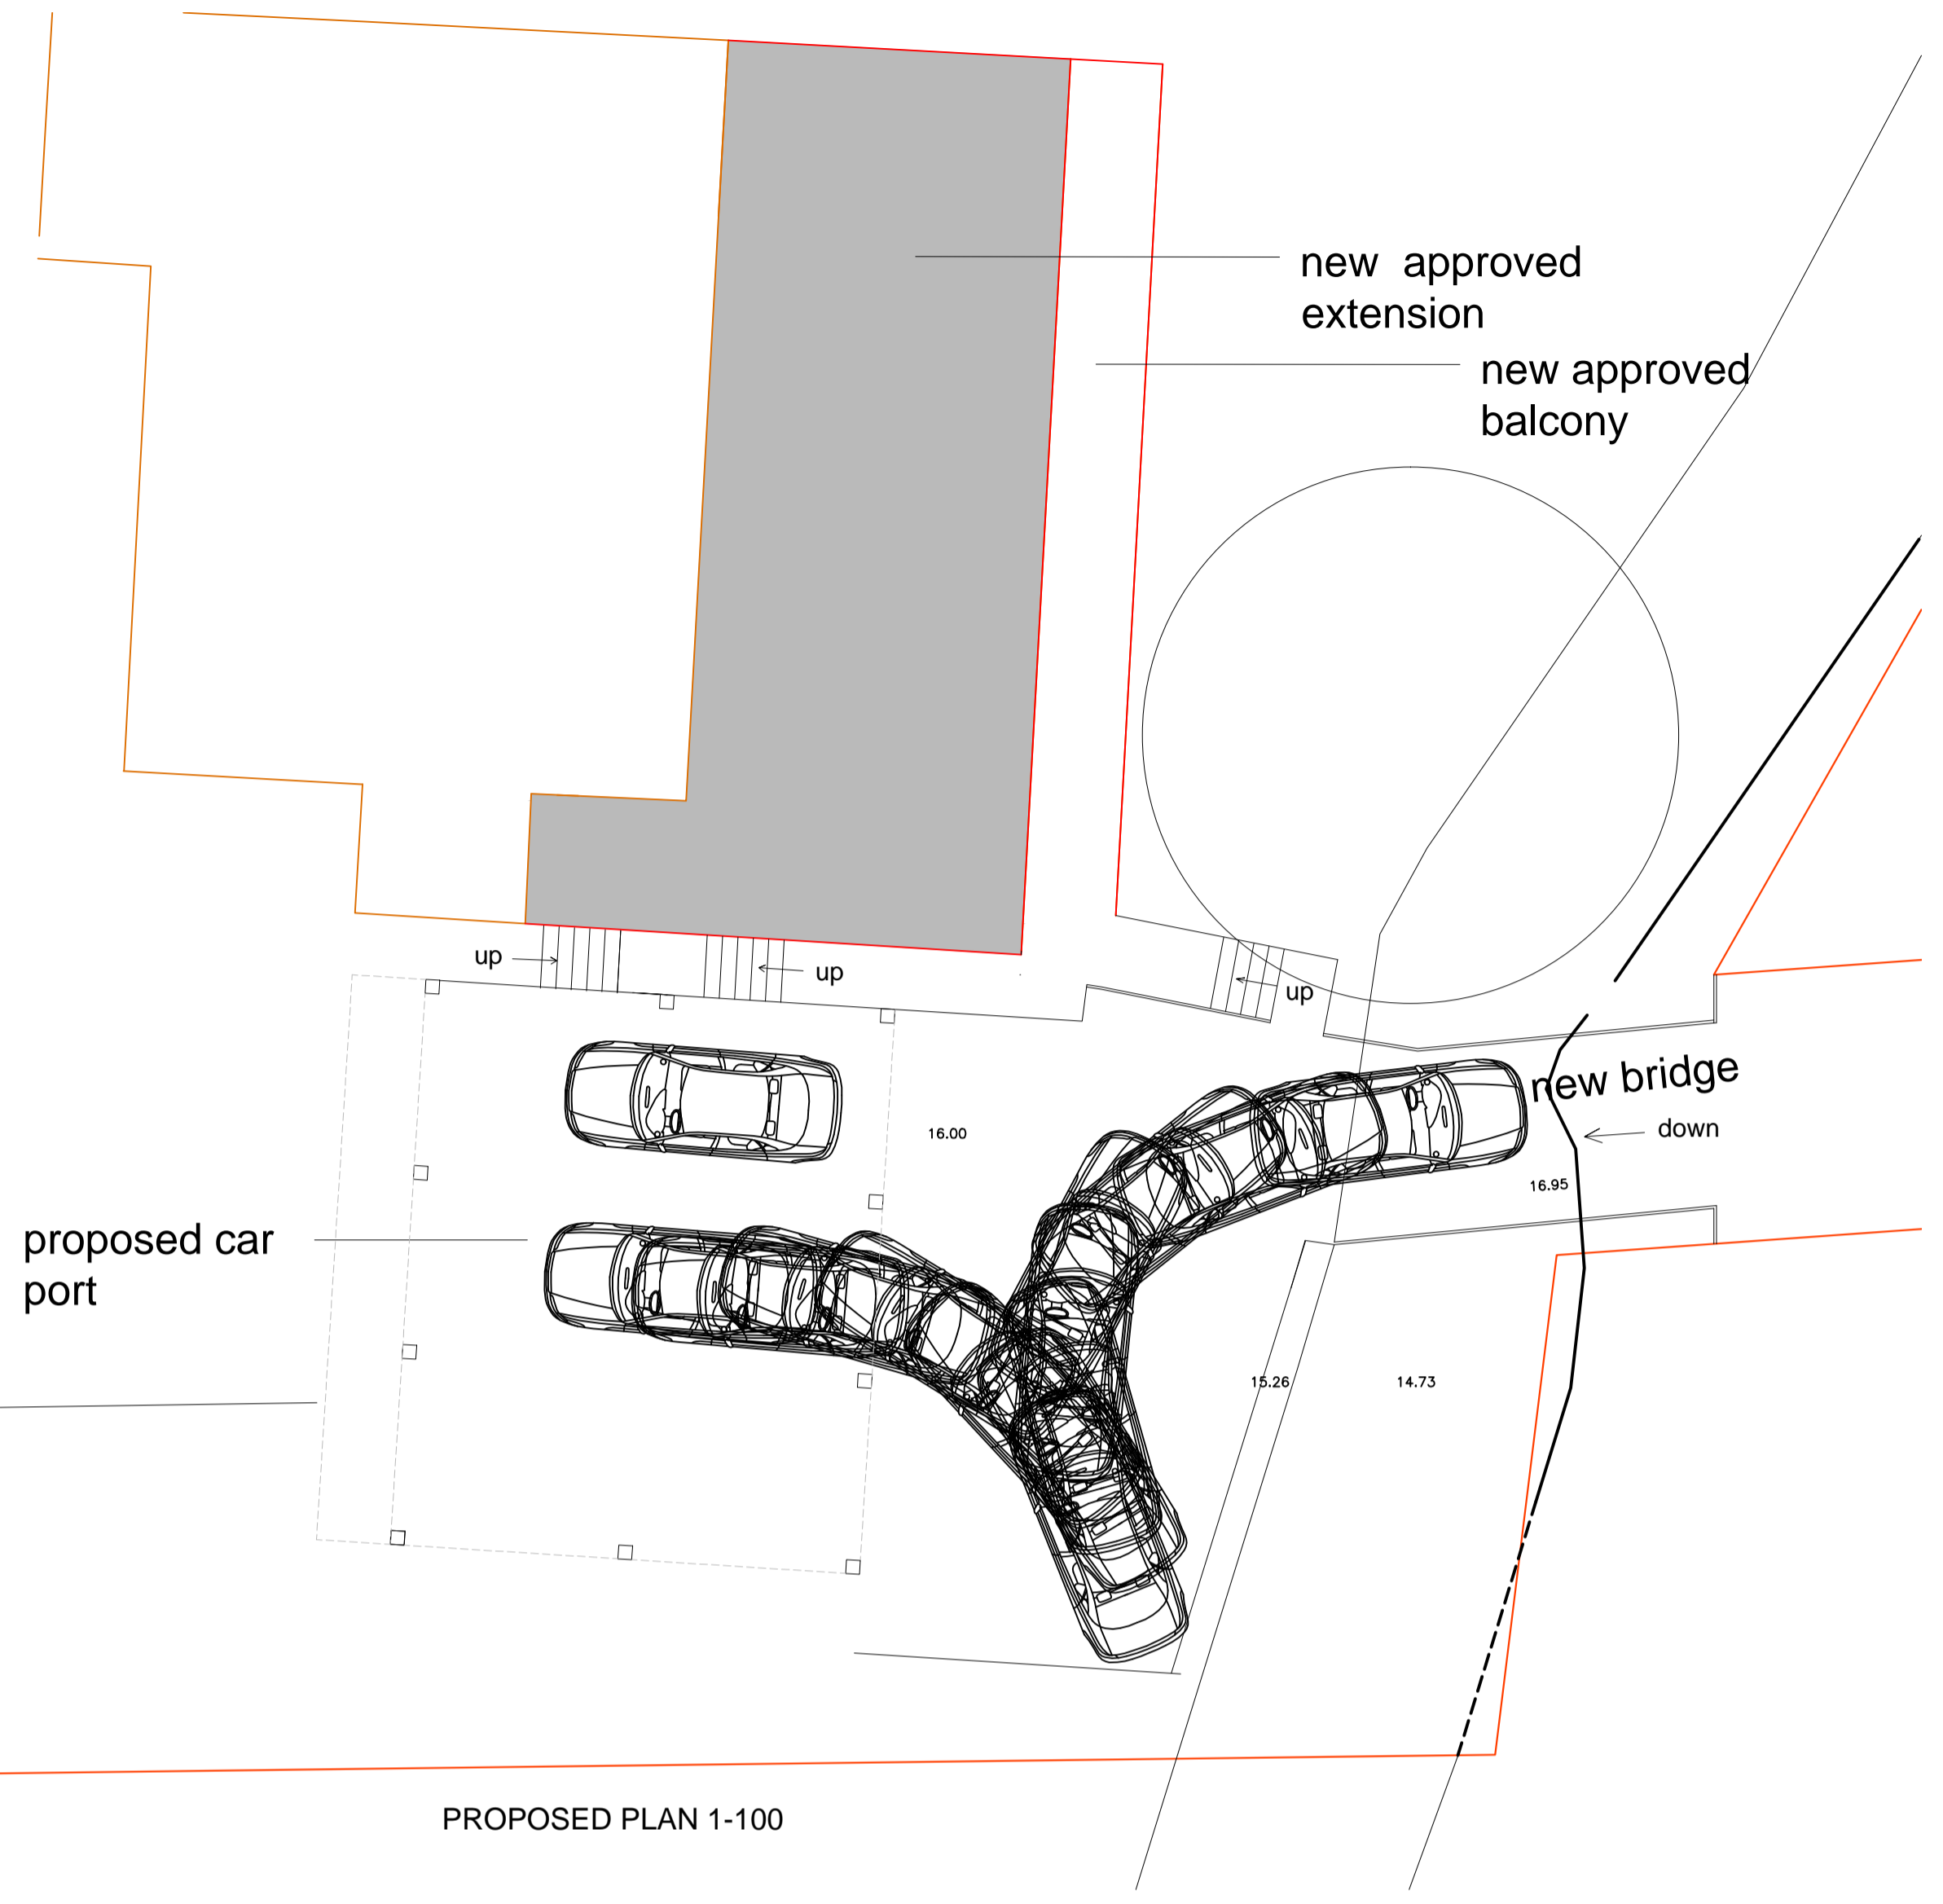 new approved
extension
new approved
balcony
up
up
up
new bridge
down
16.00
16.95
proposed car
port
15.26
14.73
PROPOSED PLAN 1-100